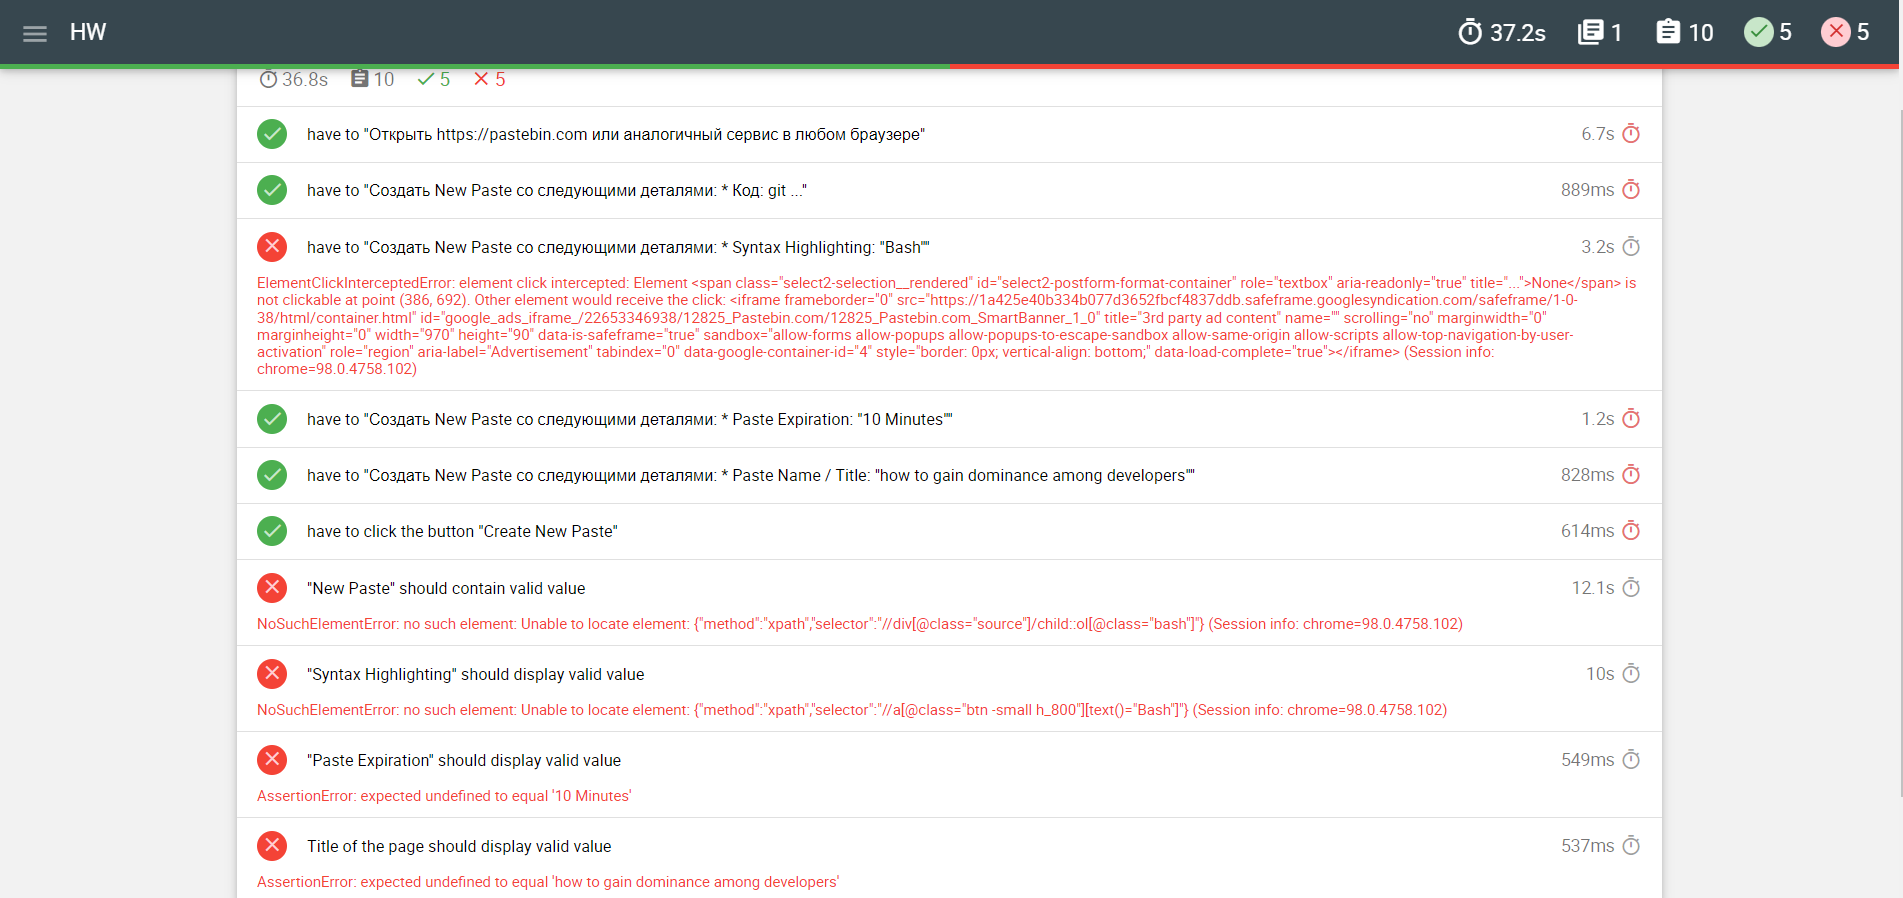 HW 37.2s 1 10 5 5
36.8s 10 5 5
have to "Открыть https://pastebin.com или аналогичный сервис в любом браузере" 6.7s
have to "Создать New Paste со следующими деталями: * Код: git ..." 889ms
have to "Создать New Paste со следующими деталями: * Syntax Highlighting: "Bash"" 3.2s
ElementClickInterceptedError: element click intercepted: Element <span class="select2-selection__rendered" id="select2-postform-format-container" role="textbox" aria-readonly="true" title="...">None</span> is
not clickable at point (386, 692). Other element would receive the click: <iframe frameborder="0" src="https://1a425e40b334b077d3652fbcf4837ddb.safeframe.googlesyndication.com/safeframe/1-0-
38/html/container.html" id="google_ads_iframe_/22653346938/12825_Pastebin.com/12825_Pastebin.com_SmartBanner_1_0" title="3rd party ad content" name="" scrolling="no" marginwidth="0"
marginheight="0" width="970" height="90" data-is-safeframe="true" sandbox="allow-forms allow-popups allow-popups-to-escape-sandbox allow-same-origin allow-scripts allow-top-navigation-by-user-
activation" role="region" aria-label="Advertisement" tabindex="0" data-google-container-id="4" style="border: 0px; vertical-align: bottom;" data-load-complete="true"></iframe> (Session info:
chrome=98.0.4758.102)
have to "Создать New Paste со следующими деталями: * Paste Expiration: "10 Minutes"" 1.2s
have to "Создать New Paste со следующими деталями: * Paste Name / Title: "how to gain dominance among developers"" 828ms
have to click the button "Create New Paste" 614ms
"New Paste" should contain valid value 12.1s
NoSuchElementError: no such element: Unable to locate element: {"method":"xpath","selector":"//div[@class="source"]/child::ol[@class="bash"]"} (Session info: chrome=98.0.4758.102)
"Syntax Highlighting" should display valid value 10s
NoSuchElementError: no such element: Unable to locate element: {"method":"xpath","selector":"//a[@class="btn -small h_800"][text()="Bash"]"} (Session info: chrome=98.0.4758.102)
"Paste Expiration" should display valid value 549ms
AssertionError: expected undefined to equal '10 Minutes'
Title of the page should display valid value 537ms
AssertionError: expected undefined to equal 'how to gain dominance among developers'